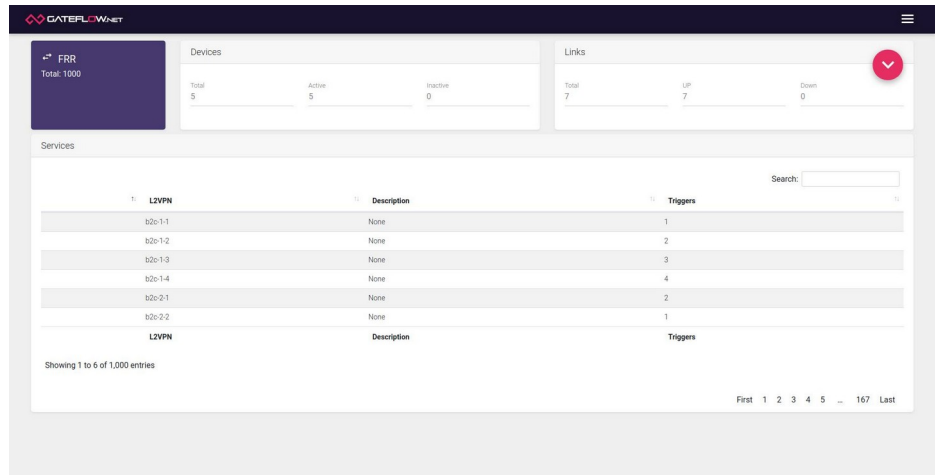 GATEFLOW.NET
FRR
Total: 1000
Devices
Total Active Inactive
5 5 0
Links
Total UP Down
7 7 0
Services
Search:
L2VPN Description Triggers
b2c-1-1 None 1
b2c-1-2 None 2
b2c-1-3 None 3
b2c-1-4 None 4
b2c-2-1 None 2
b2c-2-2 None 1
L2VPN Description Triggers
Showing 1 to 6 of 1,000 entries
First 1 2 3 4 5 ... 167 Last